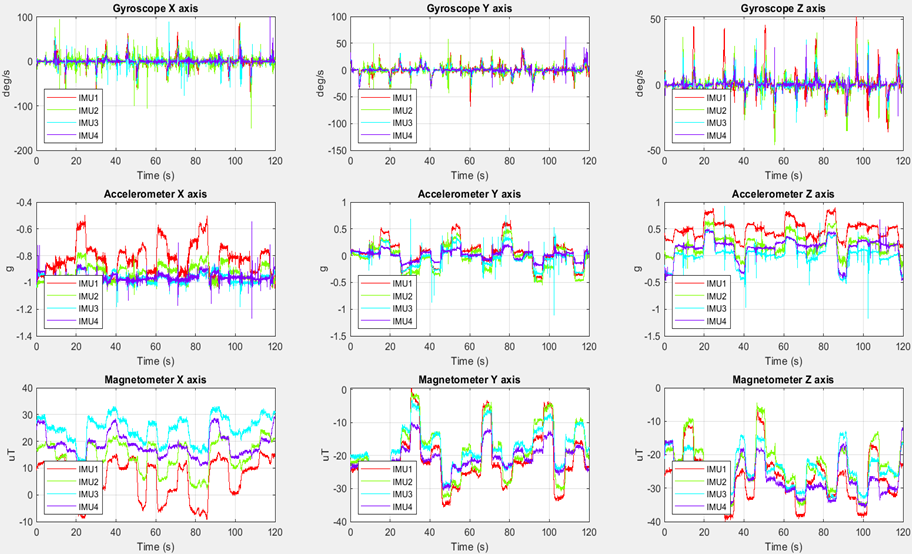 Gyroscope X axis
100
0
-100
-200
deg/s
IMU1
IMU2
IMU3
IMU4
0 20 40 60 80 100 120
Time (s)
Gyroscope Y axis
100
50
0
-50
-100
-150
deg/s
IMU1
IMU2
IMU3
IMU4
0 20 40 60 80 100 120
Time (s)
Gyroscope Z axis
50
0
-50
deg/s
IMU1
IMU2
IMU3
IMU4
0 20 40 60 80 100 120
Time (s)
Accelerometer X axis
-0.4
-0.6
-0.8
-1
-1.2
-1.4
g
IMU1
IMU2
IMU3
IMU4
0 20 40 60 80 100 120
Time (s)
Accelerometer Y axis
1
0.5
0
-0.5
-1
-1.5
g
IMU1
IMU2
IMU3
IMU4
0 20 40 60 80 100 120
Time (s)
Accelerometer Z axis
1
0.5
0
-0.5
-1
-1.5
g
IMU1
IMU2
IMU3
IMU4
0 20 40 60 80 100 120
Time (s)
Magnetometer X axis
40
30
20
10
0
-10
uT
IMU1
IMU2
IMU3
IMU4
0 20 40 60 80 100 120
Time (s)
Magnetometer Y axis
0
-10
-20
-30
-40
uT
IMU1
IMU2
IMU3
IMU4
0 20 40 60 80 100 120
Time (s)
Magnetometer Z axis
0
-10
-20
-30
-40
uT
IMU1
IMU2
IMU3
IMU4
0 20 40 60 80 100 120
Time (s)